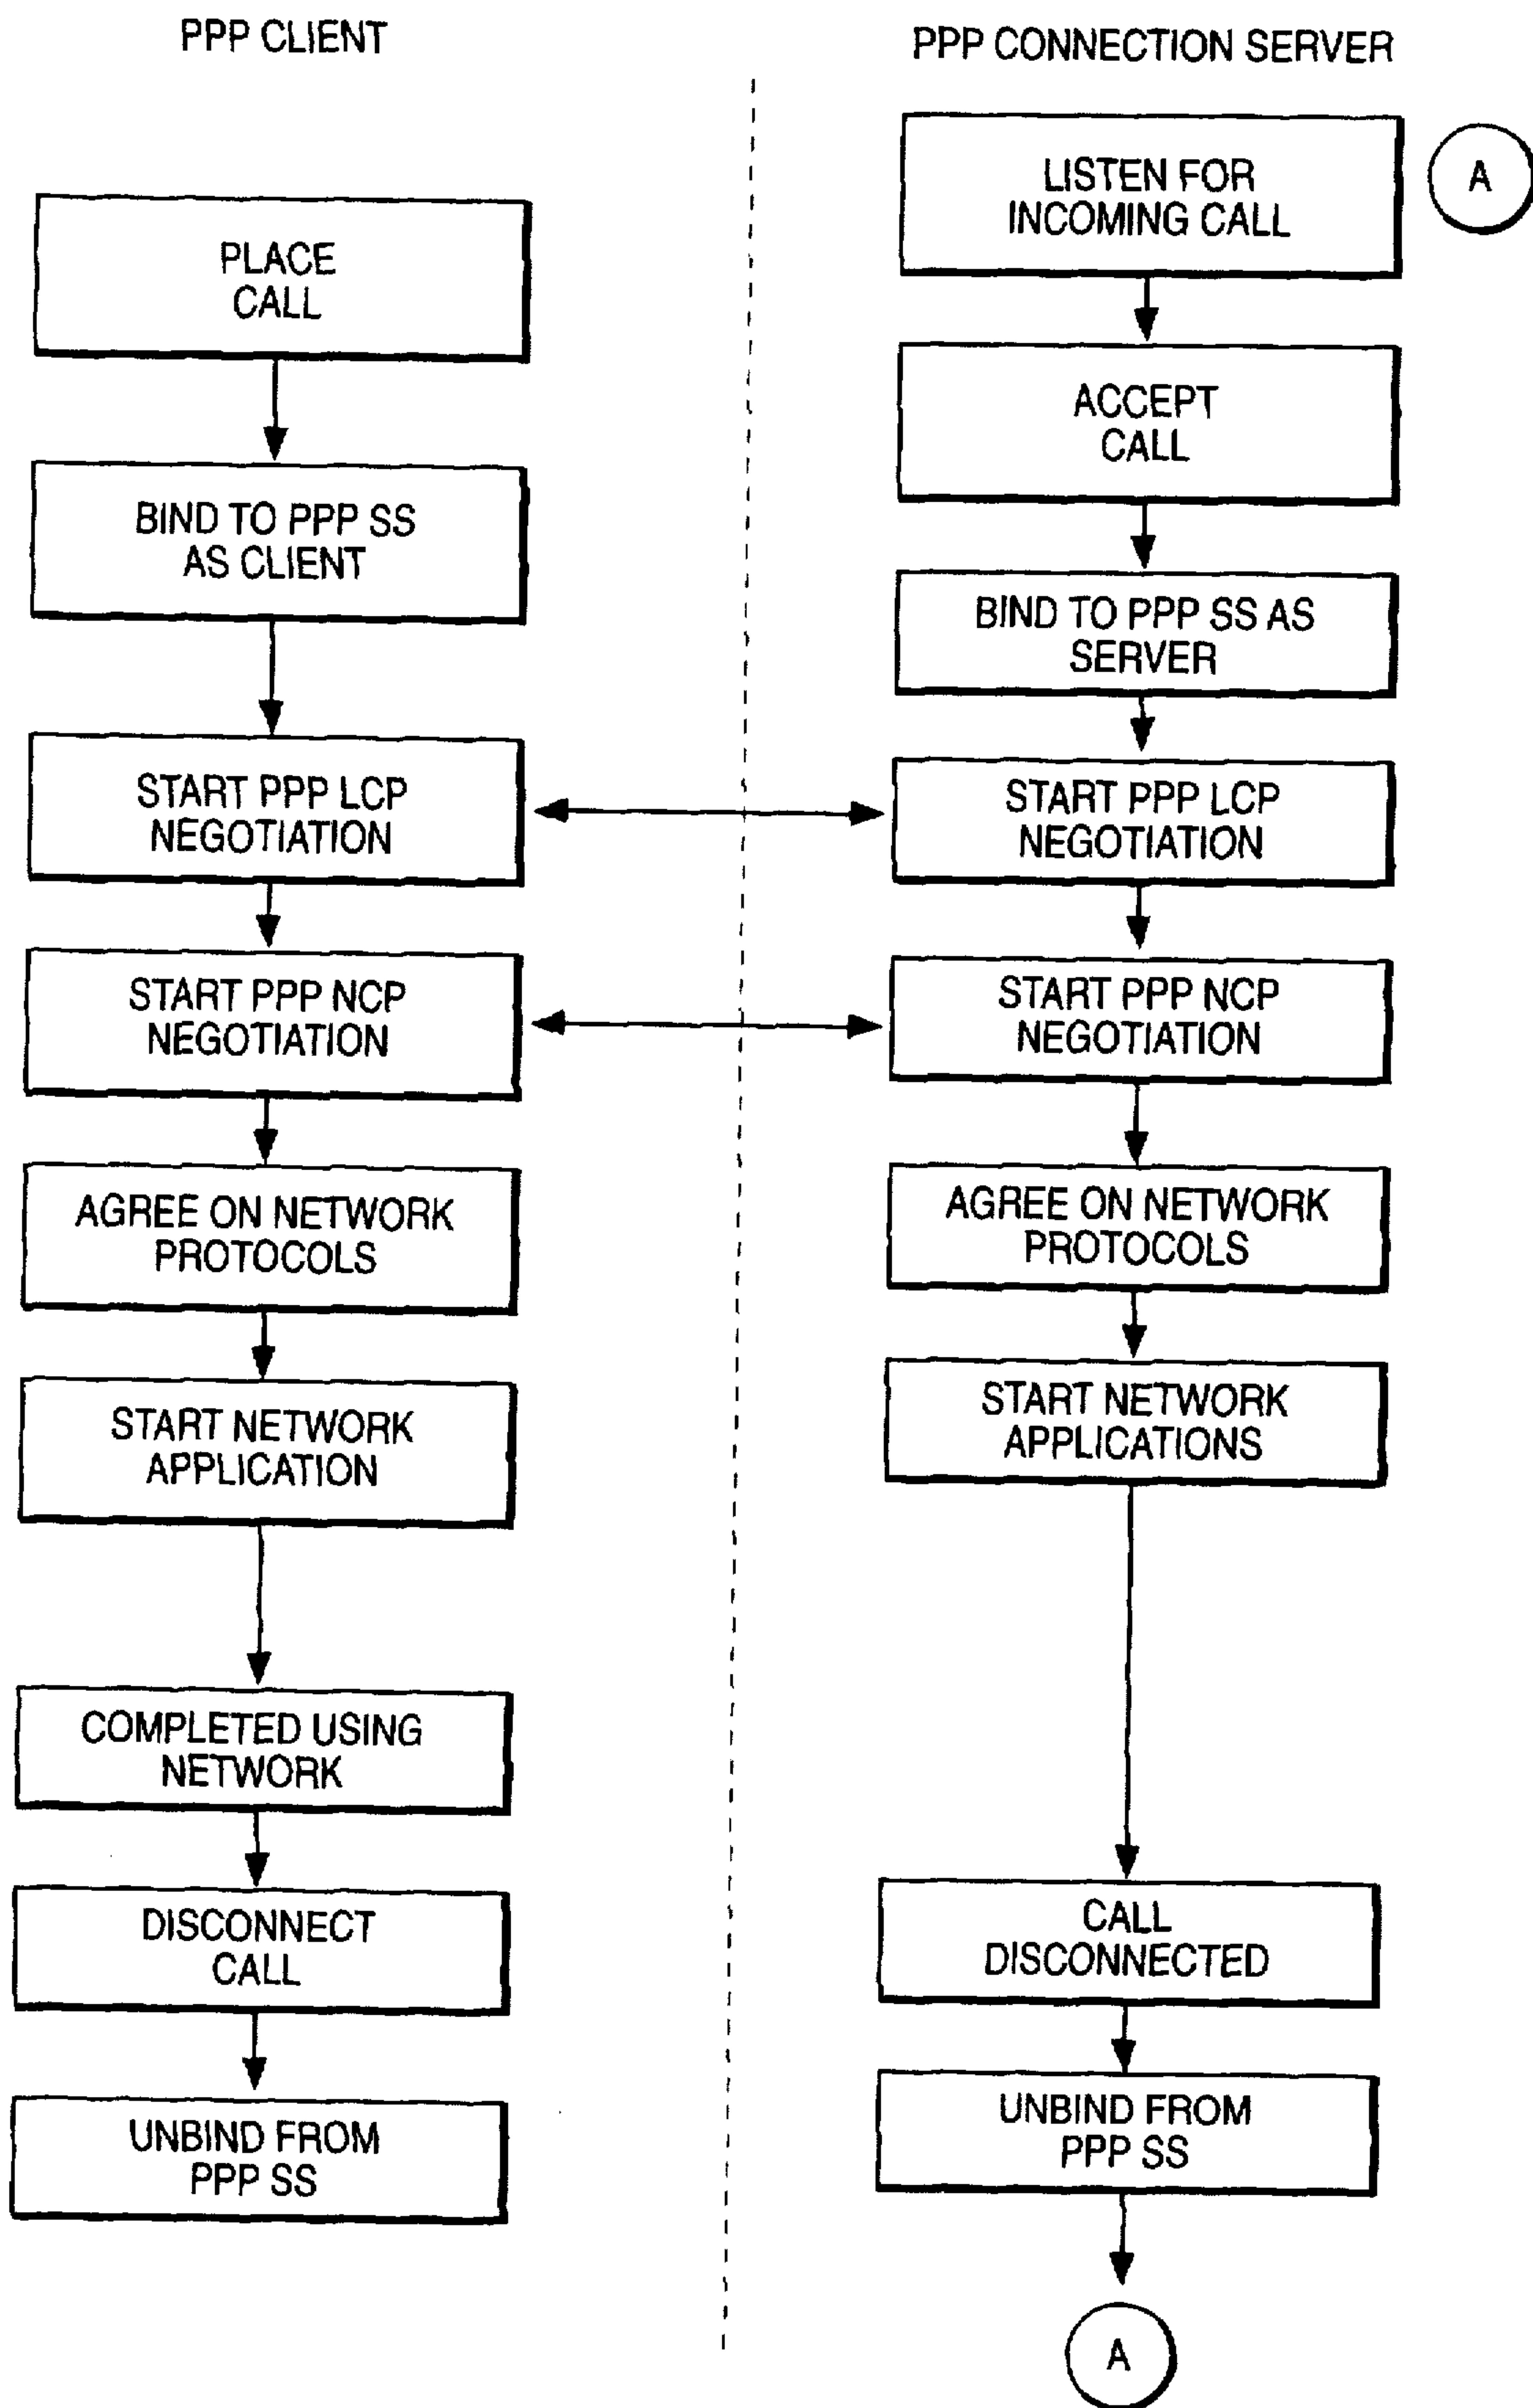 PPP CLIENT
PLACE
CALL
BIND TO PPP SS
AS CLIENT
START PPP LCP
NEGOTIATION
START PPP NCP
NEGOTIATION
AGREE ON NETWORK
PROTOCOLS
START NETWORK
APPLICATION
COMPLETED USING
NETWORK
DISCONNECT
CALL
UNBIND FROM
PPP SS
PPP CONNECTION SERVER
LISTEN FOR
INCOMING CALL
A
ACCEPT
CALL
BIND TO PPP SS AS
SERVER
START PPP LCP
NEGOTIATION
START PPP NCP
NEGOTIATION
AGREE ON NETWORK
PROTOCOLS
START NETWORK
APPLICATIONS
CALL
DISCONNECTED
UNBIND FROM
PPP SS
A